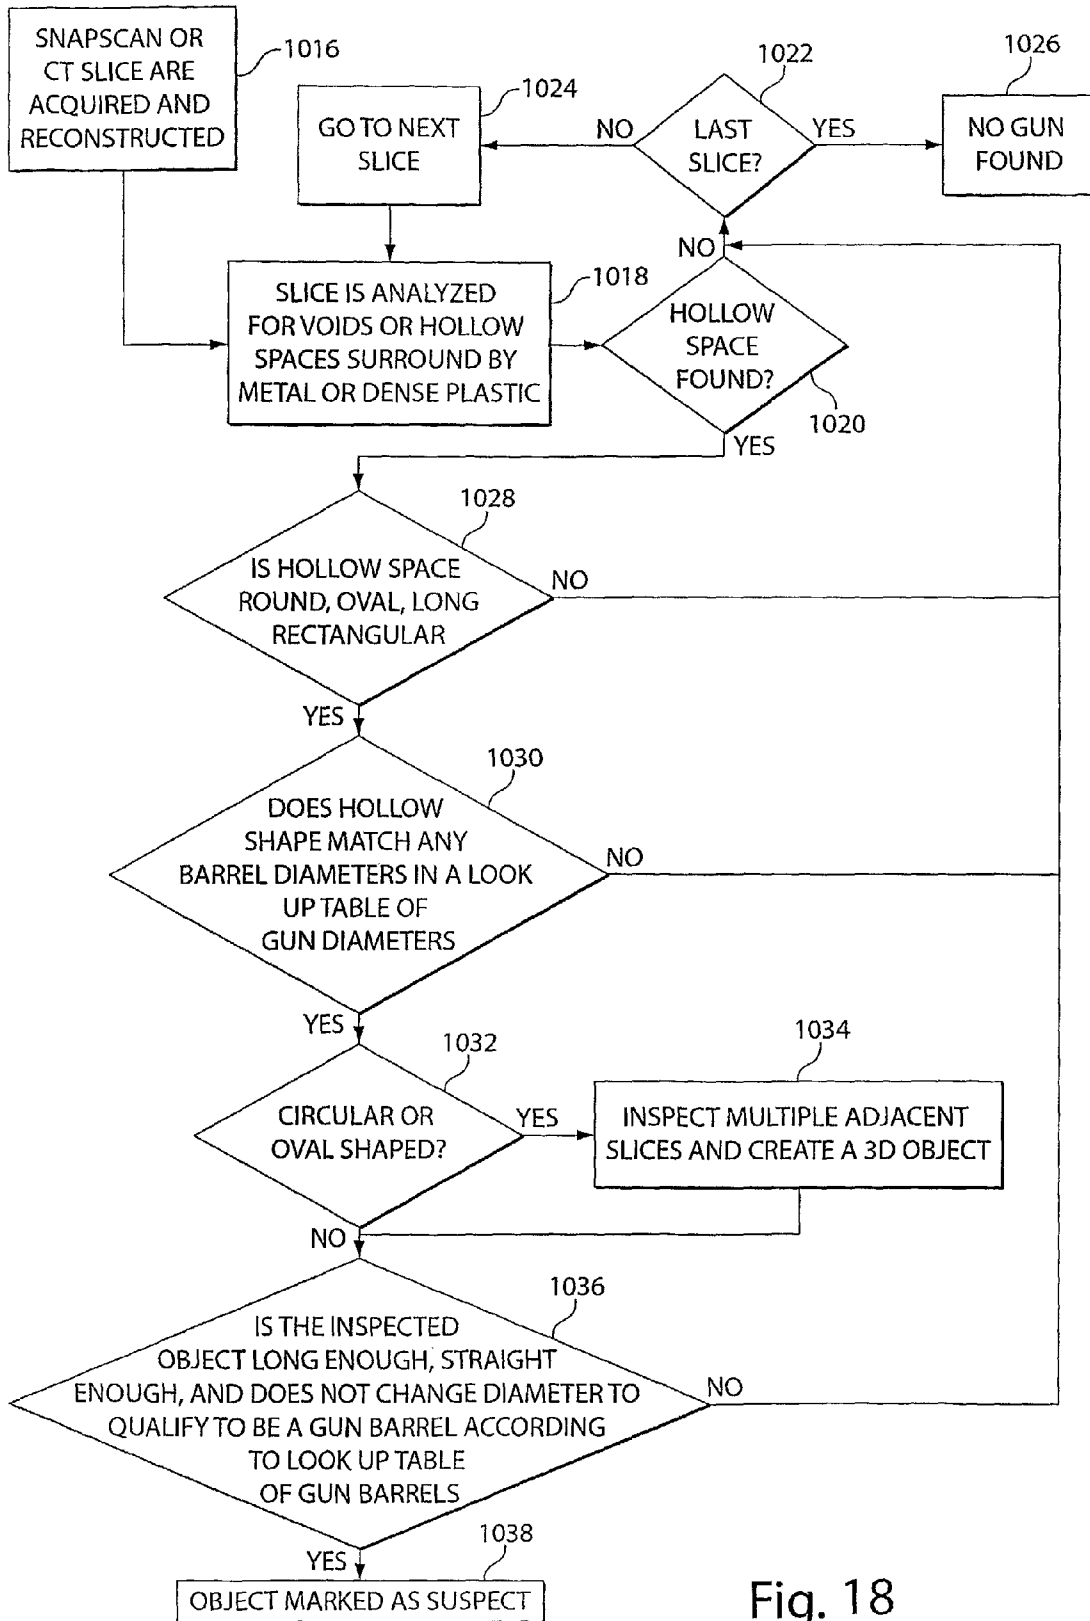 SNAPSCAN OR
CT SLICE ARE
ACQUIRED AND
RECONSTRUCTED
1016
1024
GO TO NEXT
SLICE
NO
1022
LAST
SLICE?
YES
1026
NO GUN
FOUND
1018
SLICE IS ANALYZED
FOR VOIDS OR HOLLOW
SPACES SURROUND BY
METAL OR DENSE PLASTIC
NO
HOLLOW
SPACE
FOUND?
1020
YES
1028
IS HOLLOW SPACE
ROUND, OVAL, LONG
RECTANGULAR
NO
YES
1030
DOES HOLLOW
SHAPE MATCH ANY
BARREL DIAMETERS IN A LOOK
UP TABLE OF
GUN DIAMETERS
NO
YES
1032
CIRCULAR OR
OVAL SHAPED?
YES
1034
INSPECT MULTIPLE ADJACENT
SLICES AND CREATE A 3D OBJECT
NO
1036
IS THE INSPECTED
OBJECT LONG ENOUGH, STRAIGHT
ENOUGH, AND DOES NOT CHANGE DIAMETER TO
QUALIFY TO BE A GUN BARREL ACCORDING
TO LOOK UP TABLE
OF GUN BARRELS
NO
YES
1038
OBJECT MARKED AS SUSPECT
Fig. 18